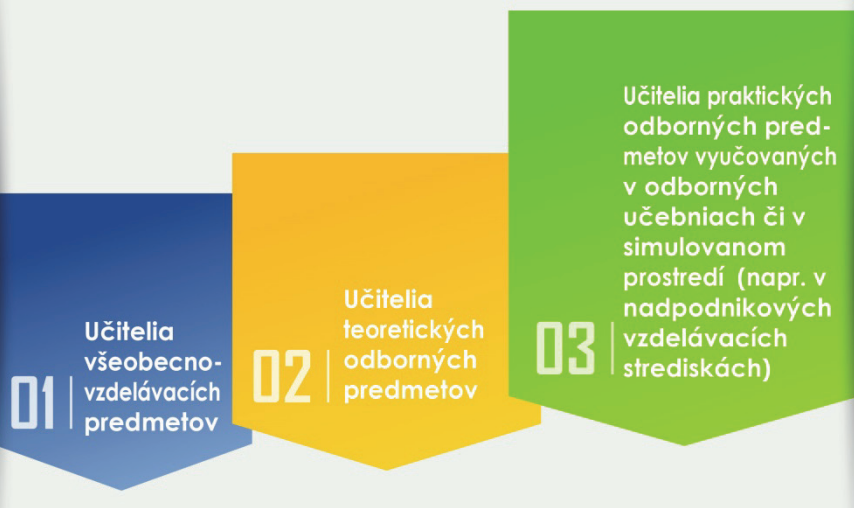 01
Učitelia
všeobecno-
vzdelávacích
predmetov
02
Učitelia
teoretických
odborných
predmetov
03
Učitelia praktických
odborných pred-
metov vyučovaných
v odborných
učebniach či v
simulovanom
prostredí (napr. v
nadpodnikových
vzdelávacích
strediskách)